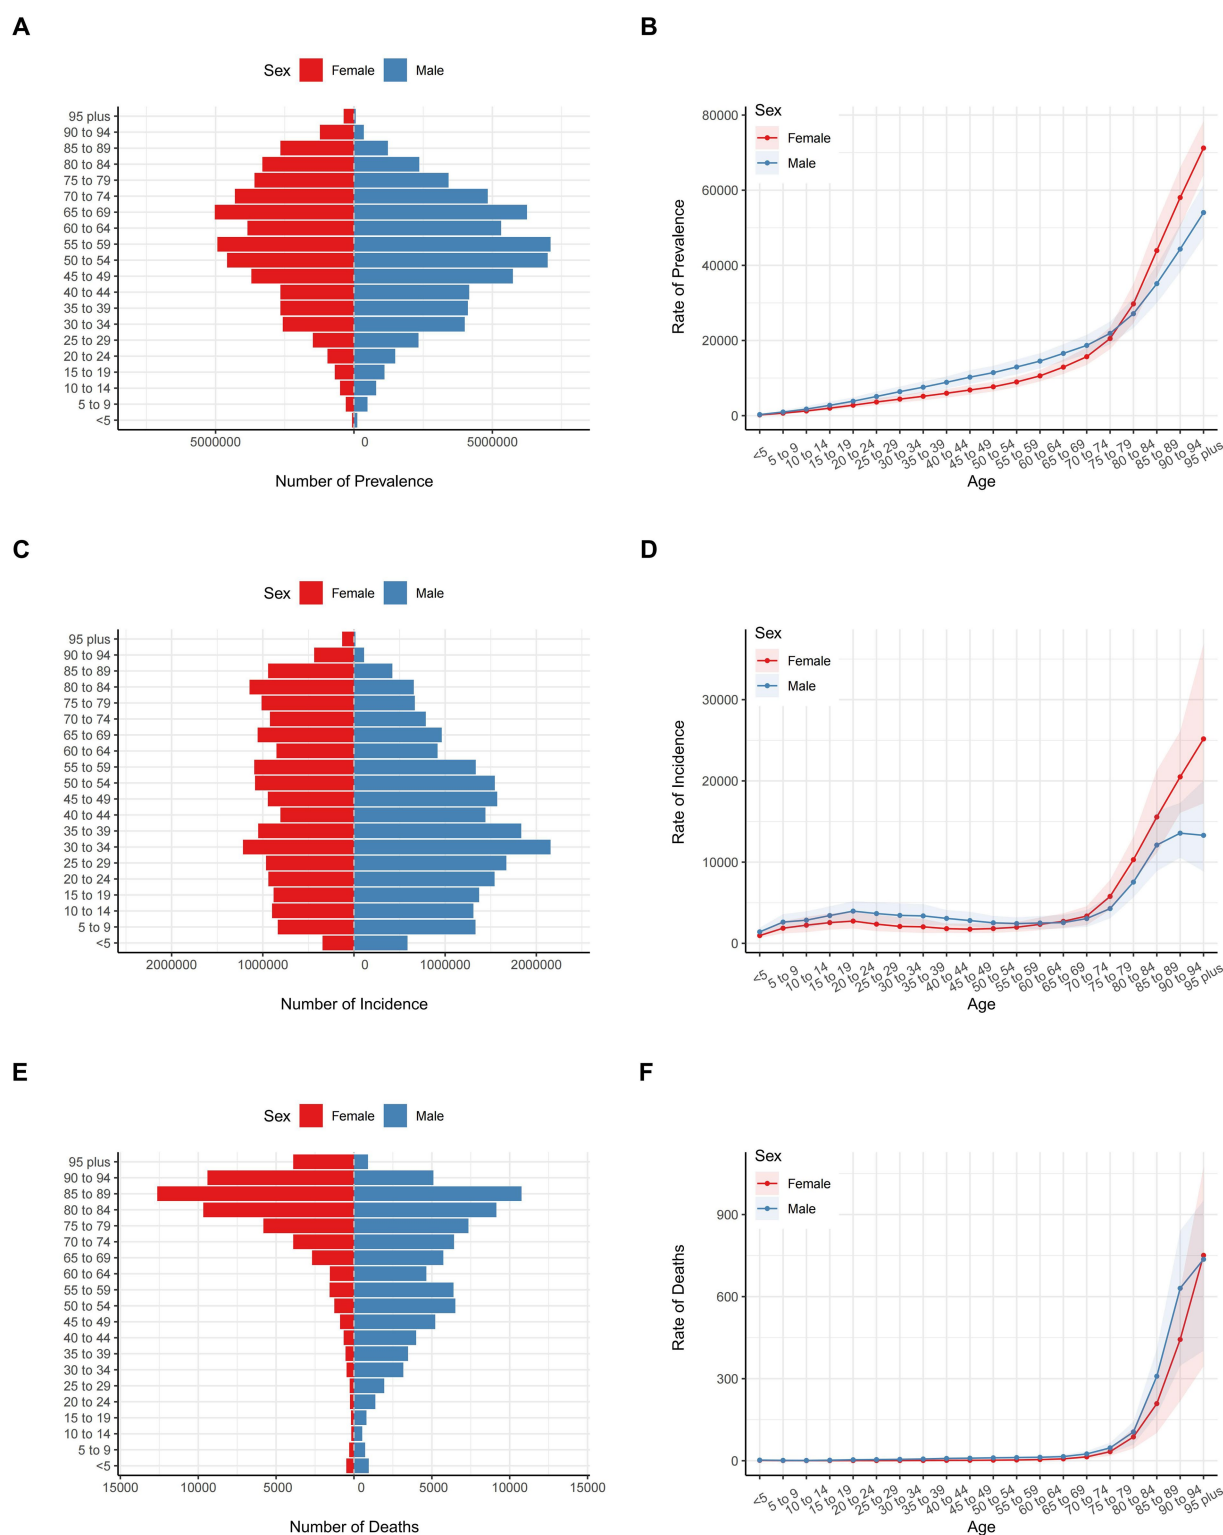 A
Sex Female Male
95 plus
90 to 94
85 to 89
80 to 84
75 to 79
70 to 74
65 to 69
60 to 64
55 to 59
50 to 54
45 to 49
40 to 44
35 to 39
30 to 34
25 to 29
20 to 24
15 to 19
10 to 14
5 to 9
<5
5000000 0 5000000
Number of Prevalence
B
Sex
Female
Male
80000
60000
40000
20000
0
Rate of Prevalence
<5 5 to 9 10 to 14 15 to 19 20 to 24 25 to 29 30 to 34 35 to 39 40 to 44 45 to 49 50 to 54 55 to 59 60 to 64 65 to 69 70 to 74 75 to 79 80 to 84 85 to 89 90 to 94 95 plus
Age
C
Sex Female Male
95 plus
90 to 94
85 to 89
80 to 84
75 to 79
70 to 74
65 to 69
60 to 64
55 to 59
50 to 54
45 to 49
40 to 44
35 to 39
30 to 34
25 to 29
20 to 24
15 to 19
10 to 14
5 to 9
<5
2000000 1000000 0 1000000 2000000
Number of Incidence
D
Sex
Female
Male
30000
20000
10000
0
Rate of Incidence
<5 5 to 9 10 to 14 15 to 19 20 to 24 25 to 29 30 to 34 35 to 39 40 to 44 45 to 49 50 to 54 55 to 59 60 to 64 65 to 69 70 to 74 75 to 79 80 to 84 85 to 89 90 to 94 95 plus
Age
E
Sex Female Male
95 plus
90 to 94
85 to 89
80 to 84
75 to 79
70 to 74
65 to 69
60 to 64
55 to 59
50 to 54
45 to 49
40 to 44
35 to 39
30 to 34
25 to 29
20 to 24
15 to 19
10 to 14
5 to 9
<5
15000 10000 5000 0 5000 10000 15000
Number of Deaths
F
Sex
Female
Male
900
600
300
0
Rate of Deaths
<5 5 to 9 10 to 14 15 to 19 20 to 24 25 to 29 30 to 34 35 to 39 40 to 44 45 to 49 50 to 54 55 to 59 60 to 64 65 to 69 70 to 74 75 to 79 80 to 84 85 to 89 90 to 94 95 plus
Age